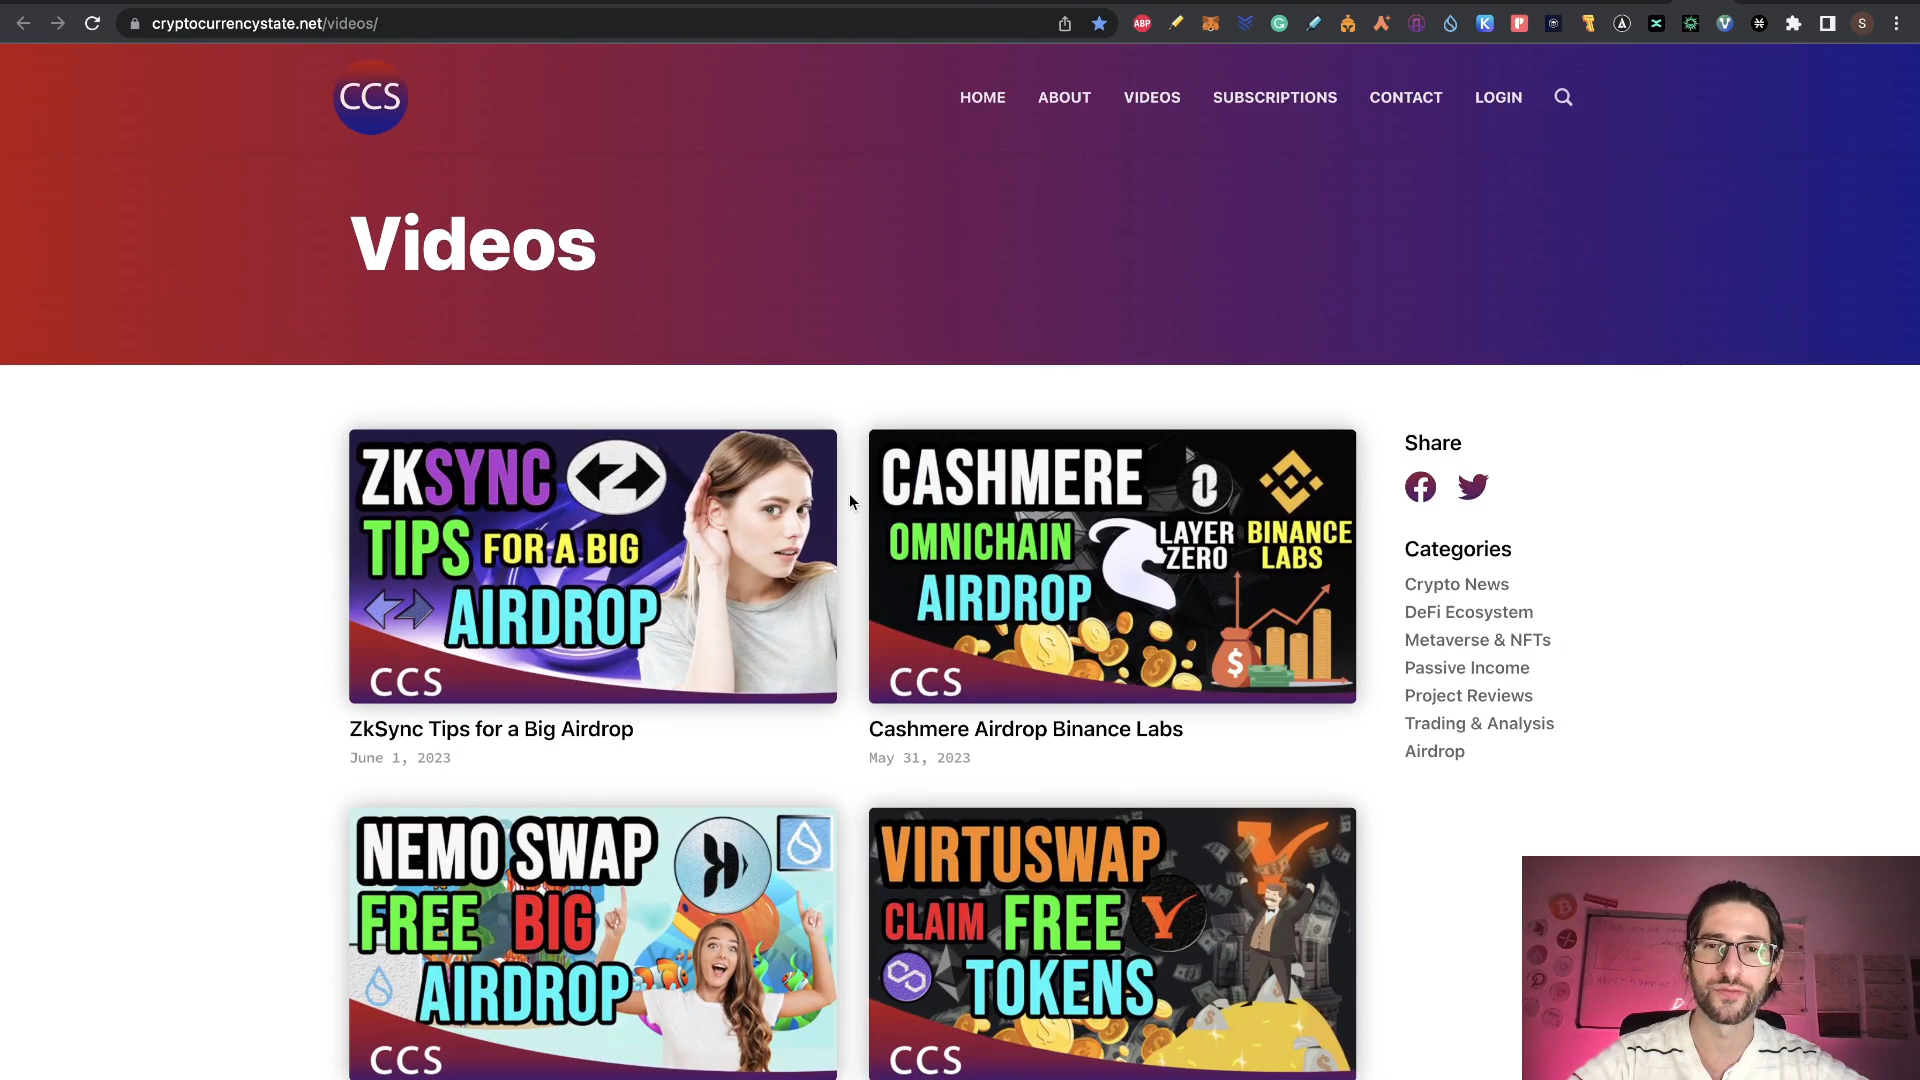 cryptocurrencystate.net/videos/
ABP
G
K
S
CCS
HOME
ABOUT
VIDEOS
SUBSCRIPTIONS
CONTACT
LOGIN
Videos
ZKSYNC
TIPS FOR A BIG
AIRDROP
CCS
ZkSync Tips for a Big Airdrop
June 1, 2023
CASHMERE
OMNICHAIN
AIRDROP
LAYER
ZERO
BINANCE
LABS
$
CCS
Cashmere Airdrop Binance Labs
May 31, 2023
Share
Categories
Crypto News
DeFi Ecosystem
Metaverse & NFTs
Passive Income
Project Reviews
Trading & Analysis
Airdrop
NEMO SWAP
FREE BIG
AIRDROP
CCS
VIRTUSWAP
CLAIM FREE
TOKENS
CCS